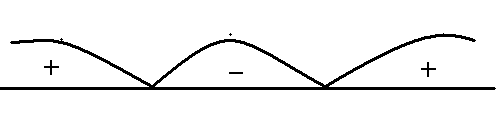 + − +